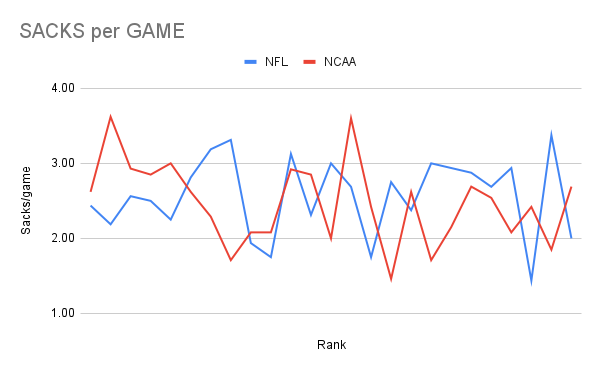 SACKS per GAME
NFL
NCAA
4.00
3.00
2.00
1.00
Sacks/game
Rank